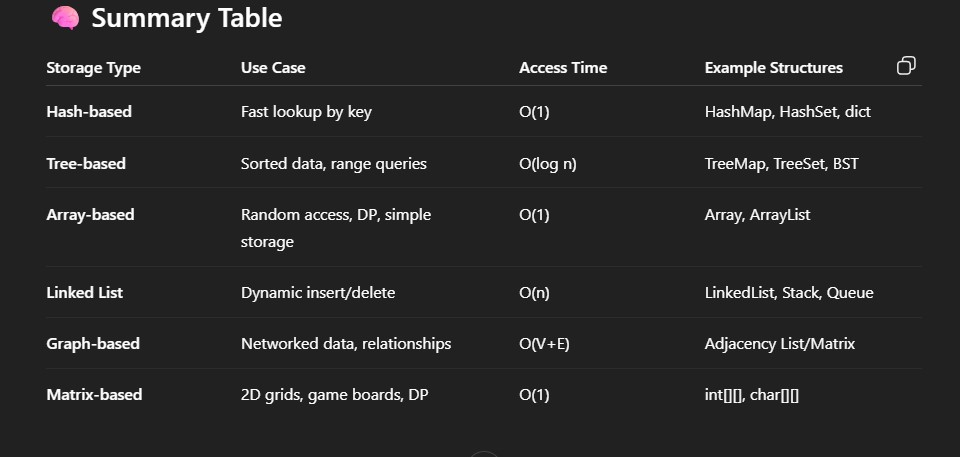 🧠 Summary Table
Storage Type Use Case Access Time Example Structures
Hash-based Fast lookup by key O(1) HashMap, HashSet, dict
Tree-based Sorted data, range queries O(log n) TreeMap, TreeSet, BST
Array-based Random access, DP, simple O(1) Array, ArrayList
storage
Linked List Dynamic insert/delete O(n) LinkedList, Stack, Queue
Graph-based Networked data, relationships O(V+E) Adjacency List/Matrix
Matrix-based 2D grids, game boards, DP O(1) int[][], char[][]